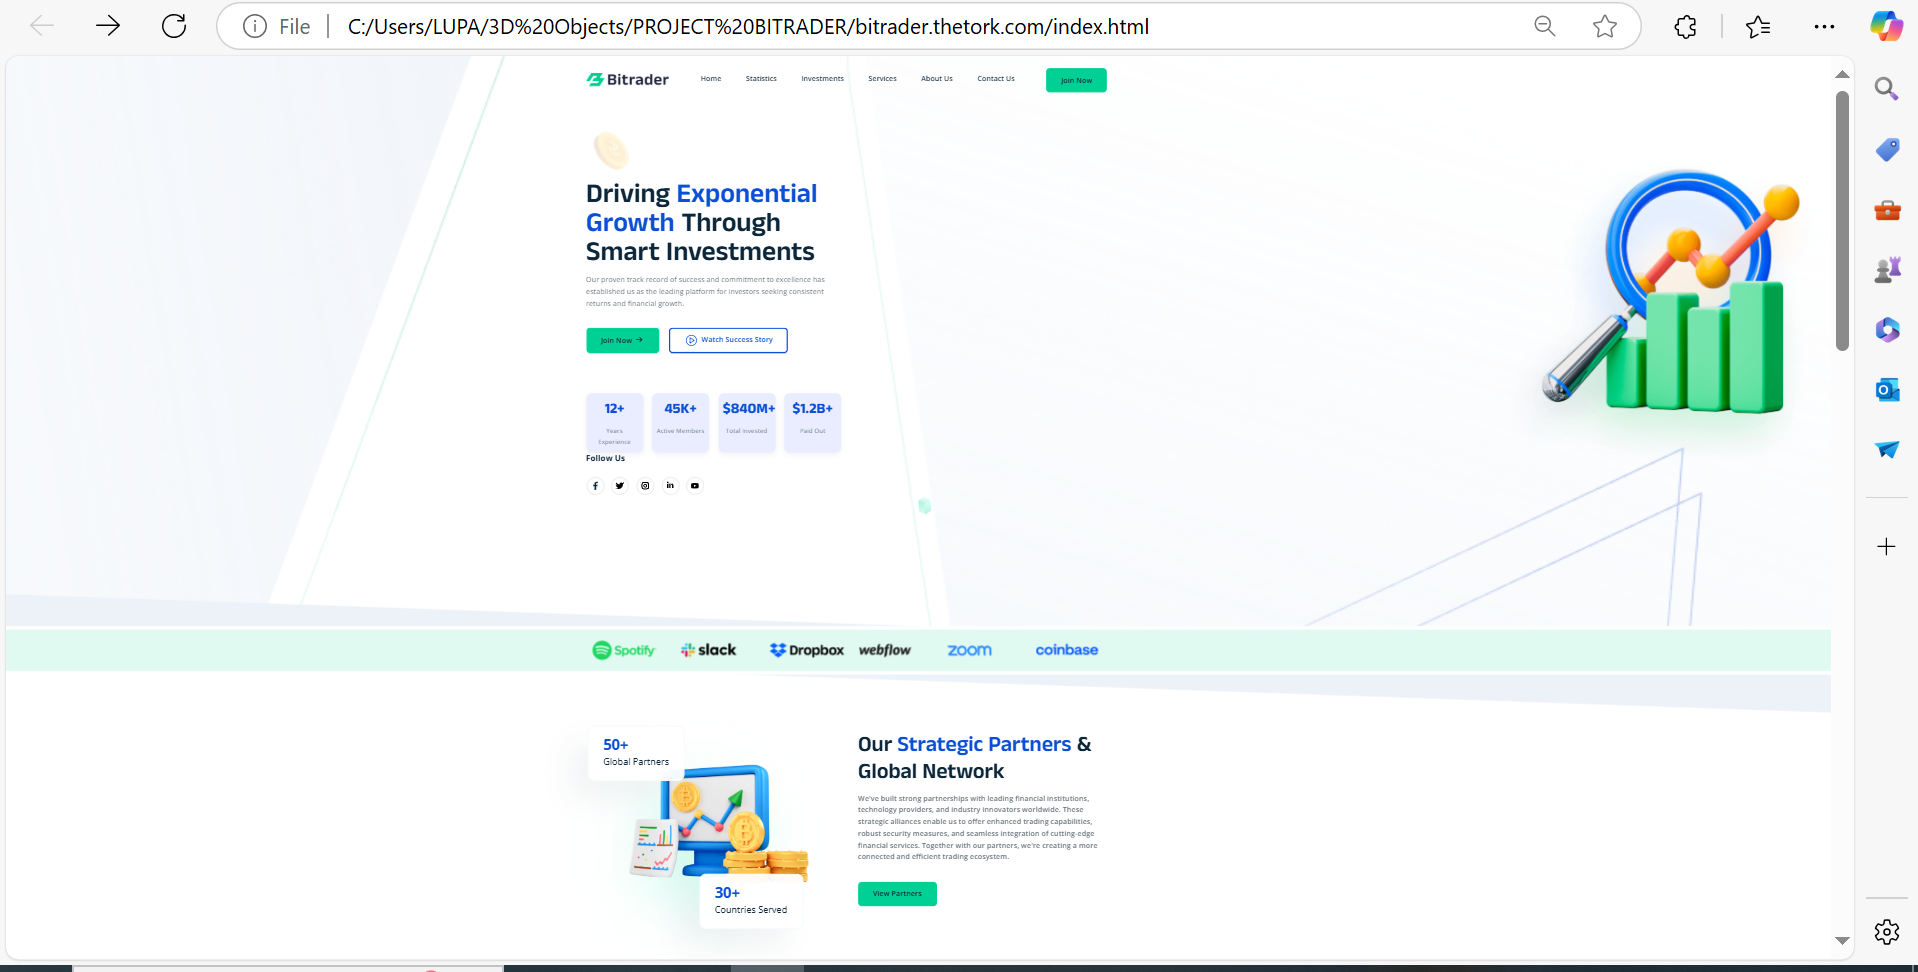 File
C:/Users/LUPA/3D%20Objects/PROJECT%20BITRADER/bitrader.thetork.com/index.html
Bitrader
Home
Statistics
Investments
Services
About Us
Contact Us
Join Now
Driving Exponential
Growth Through
Smart Investments
Our proven track record of success and commitment to excellence has
established us as the leading platform for investors seeking consistent
returns and financial growth.
Join Now
Watch Success Story
12+
Years
Experience
45K+
Active Members
$840M+
Total Invested
$1.2B+
Paid Out
Follow Us
Spotify
slack
Dropbox
webflow
zoom
coinbase
50+
Global Partners
30+
Countries Served
Our Strategic Partners &
Global Network
We've built strong partnerships with leading financial institutions,
technology providers, and industry innovators worldwide. These
strategic alliances enable us to offer enhanced trading capabilities,
robust security measures, and seamless integration of cutting-edge
financial services. Together with our partners, we're creating a more
connected and efficient trading ecosystem.
View Partners